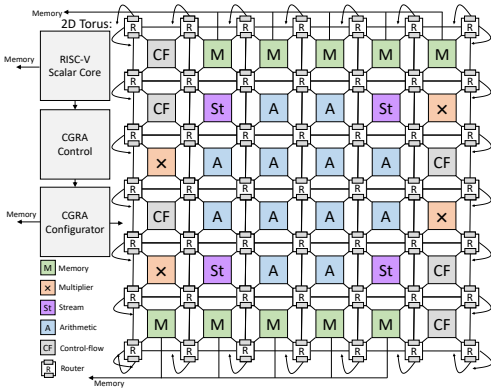 Memory
2D Torus:
R R R R R R R
RISC-V
Scalar Core
CF M M M M M
Memory
R R R R R R R
CF St A A St ×
CGRA
Control
R R R R R R R
× A A A A CF
R R R R R R R
CGRA
Configurator
CF A A A A ×
Memory
R R R R R R R
M Memory
× Multiplier
× St A A St CF
St Stream
R R R R R R R
A Arithmetic
M M M M M CF
CF Control-flow
R Router
R R R R R R R
Memory